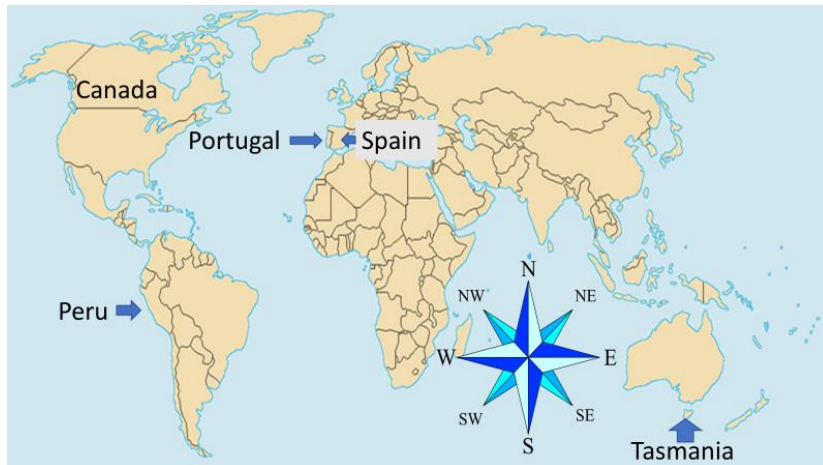 Canada
Portugal
Spain
Peru
N
NW
NE
W
E
SW
SE
S
Tasmania